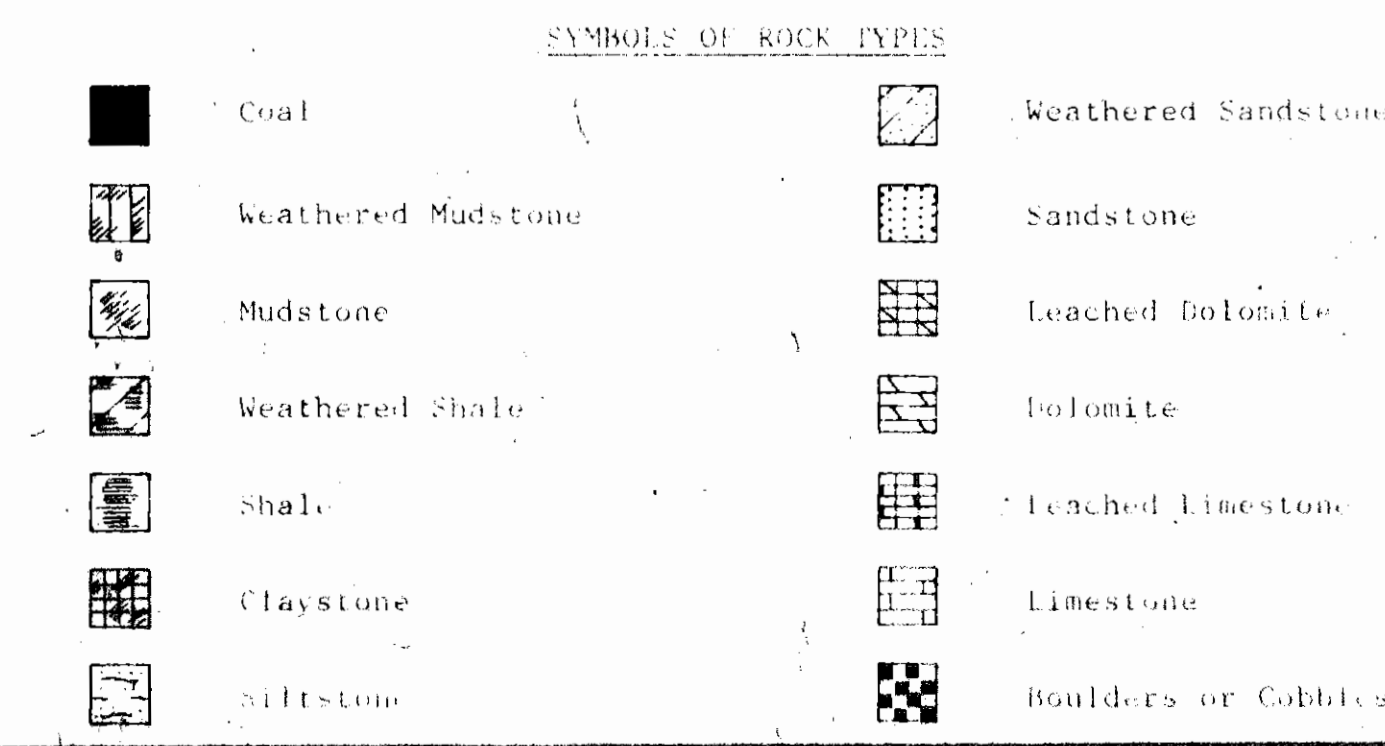 SYMBOLS OF ROCK TYPES
Coal
Weathered Mudstone
Mudstone
Weathered Shale
Shale
Claystone
Siltstone
Weathered Sandstone
Sandstone
Leached Dolomite
Dolomite
Leached Limestone
Limestone
Boulders or Cobbles